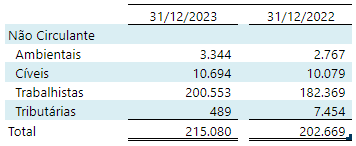 31/12/2023 31/12/2022
Não Circulante
Ambientais 3.344 2.767
Cíveis 10.694 10.079
Trabalhistas 200.553 182.369
Tributárias 489 7.454
Total 215.080 202.669